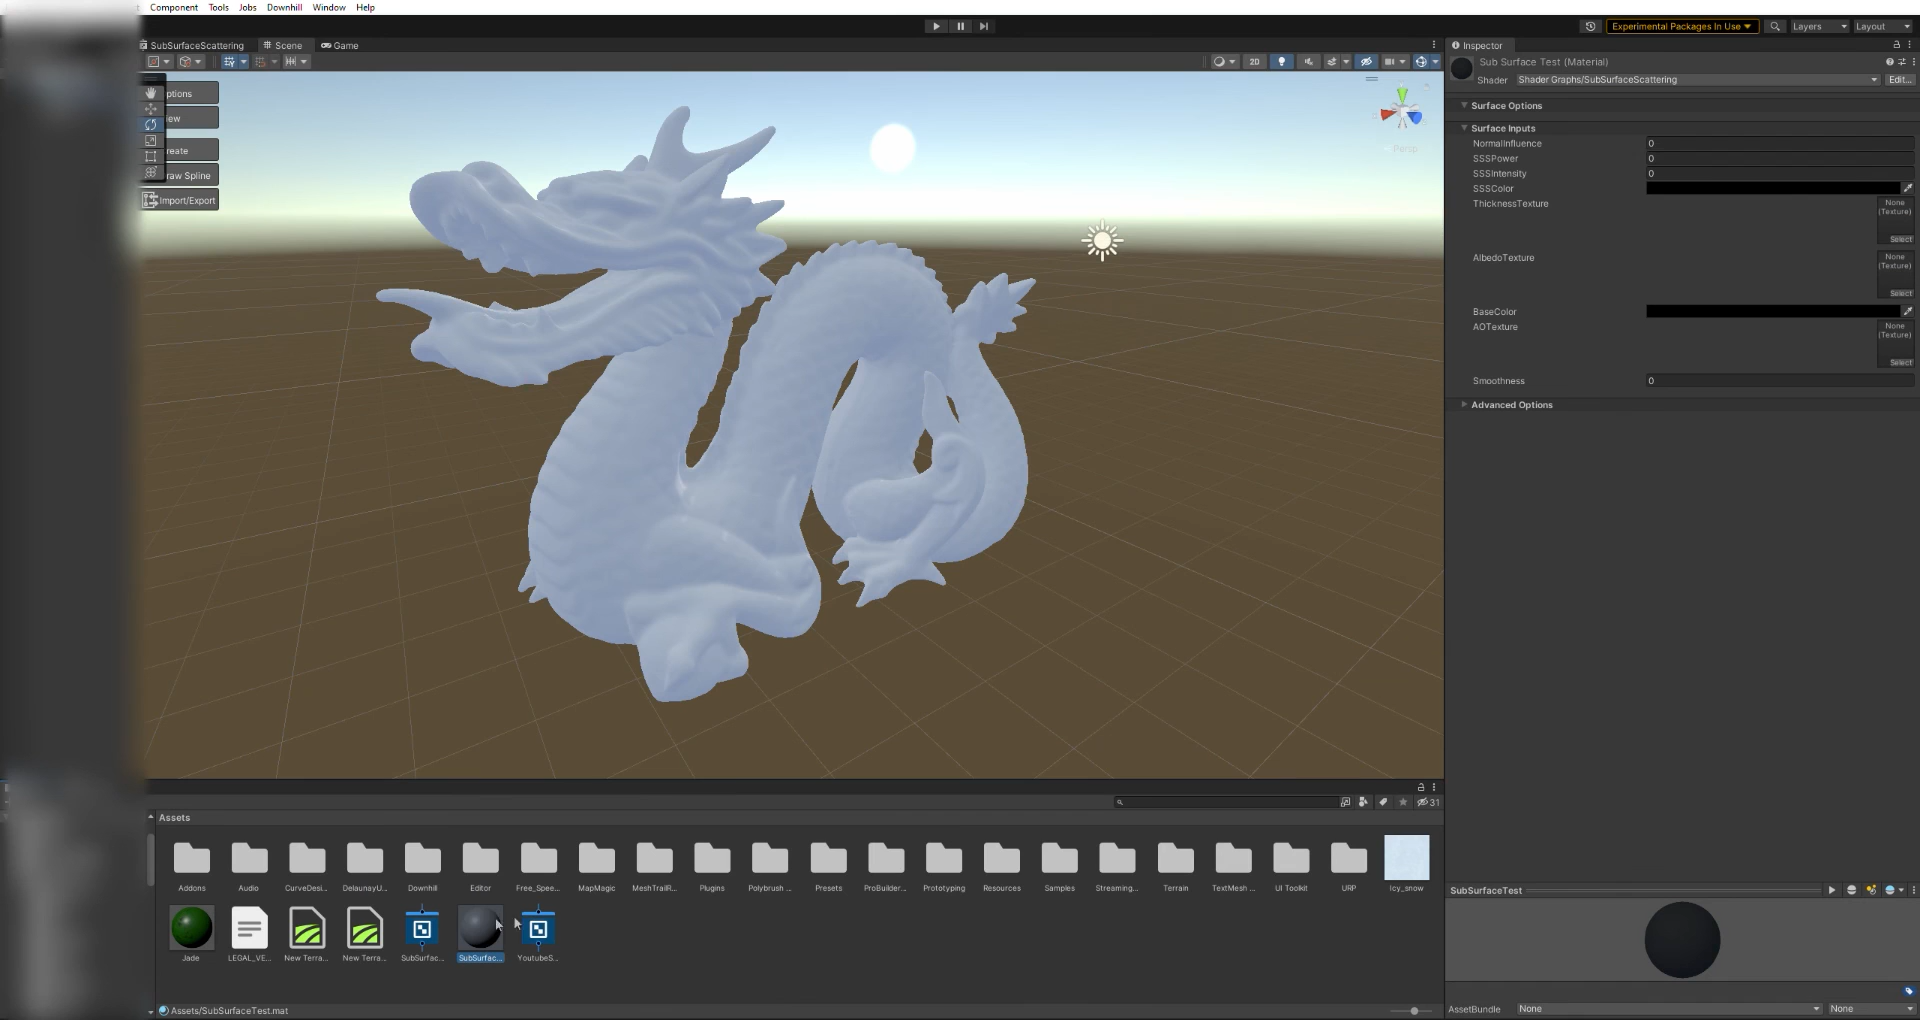 Component Tools Jobs Downhill Window Help
Experimental Packages In Use
Layers
Layout
SubSurfaceScattering
Scene
Game
2D
ptions
ew
reate
raw Spline
Import/Export
Persp
Inspector
Sub Surface Test (Material)
Shader
Shader Graphs/SubSurfaceScattering
Edit...
Surface Options
Surface Inputs
NormalInfluence
0
SSSPower
0
SSSIntensity
0
SSSColor
ThicknessTexture
None
(Texture)
Select
AlbedoTexture
None
(Texture)
Select
BaseColor
AOTexture
None
(Texture)
Select
Smoothness
0
Advanced Options
31
Assets
Addons
Audio
CurveDesi...
DelaunayU...
Downhill
Editor
Free_Spee...
MapMagic
MeshTrailR...
Plugins
Polybrush ...
Presets
ProBuilder...
Prototyping
Resources
Samples
Streaming...
Terrain
TextMesh ...
UI Toolkit
URP
Icy_snow
Jade
LEGAL_VE...
New Terra...
New Terra...
SubSurfac...
SubSurfac...
YoutubeS...
Assets/SubSurfaceTest.mat
SubSurfaceTest
AssetBundle
None
None